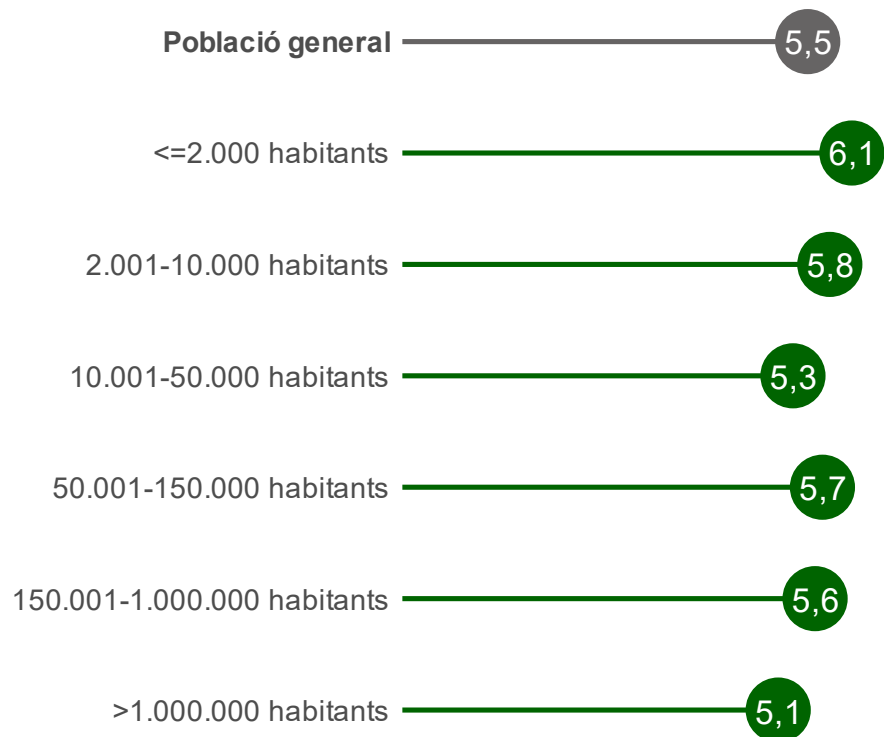 Població general 5,5
<=2.000 habitants 6,1
2.001-10.000 habitants 5,8
10.001-50.000 habitants 5,3
50.001-150.000 habitants 5,7
150.001-1.000.000 habitants 5,6
>1.000.000 habitants 5,1